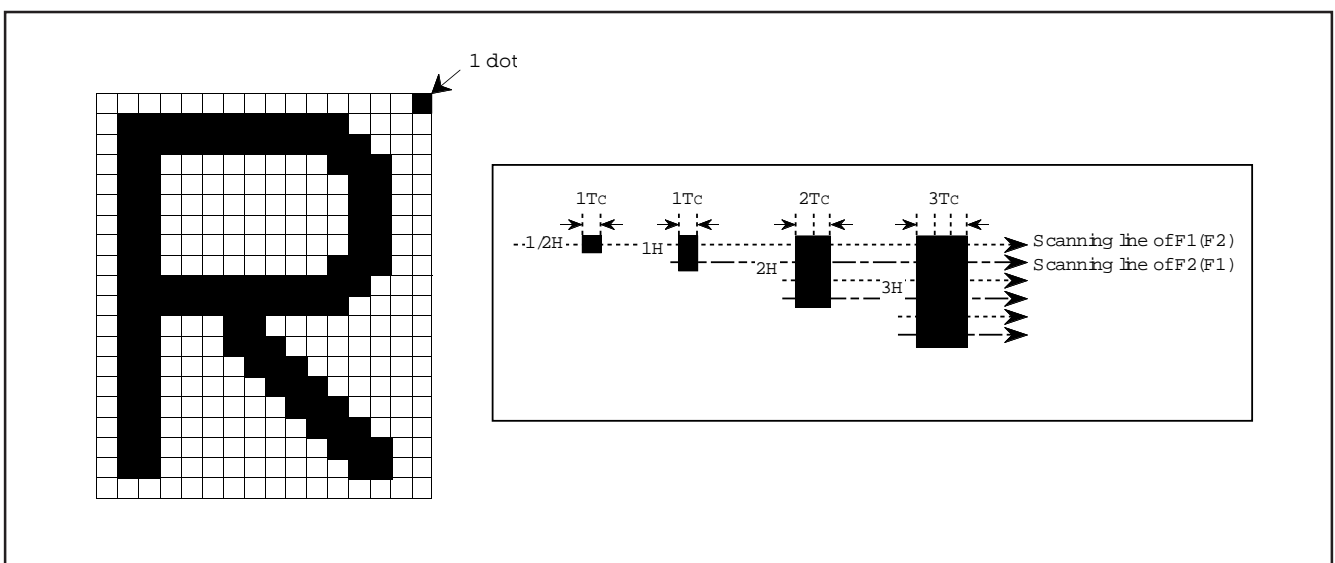 1 dot
1Tc 1Tc 2Tc 3Tc
1/2H 1H 2H 3H
Scanning line of F1(F2)
Scanning line of F2(F1)